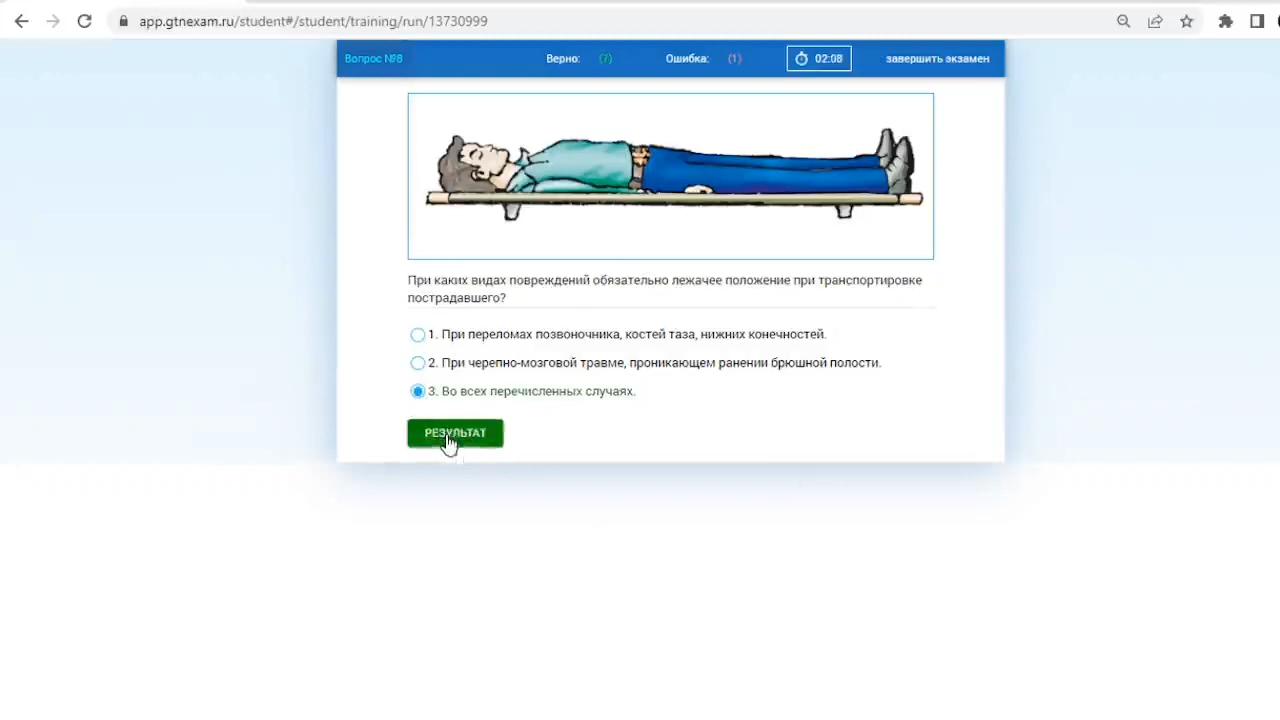 app.gtnexam.ru/student#/student/training/run/13730999
Вопрос №8 Верно: (7) Ошибка: (1) 02:08 завершить экзамен
При каких видах повреждений обязательно лежачее положение при транспортировке
пострадавшего?
1. При переломах позвоночника, костей таза, нижних конечностей.
2. При черепно-мозговой травме, проникающем ранении брюшной полости.
3. Во всех перечисленных случаях.
РЕЗУЛЬТАТ